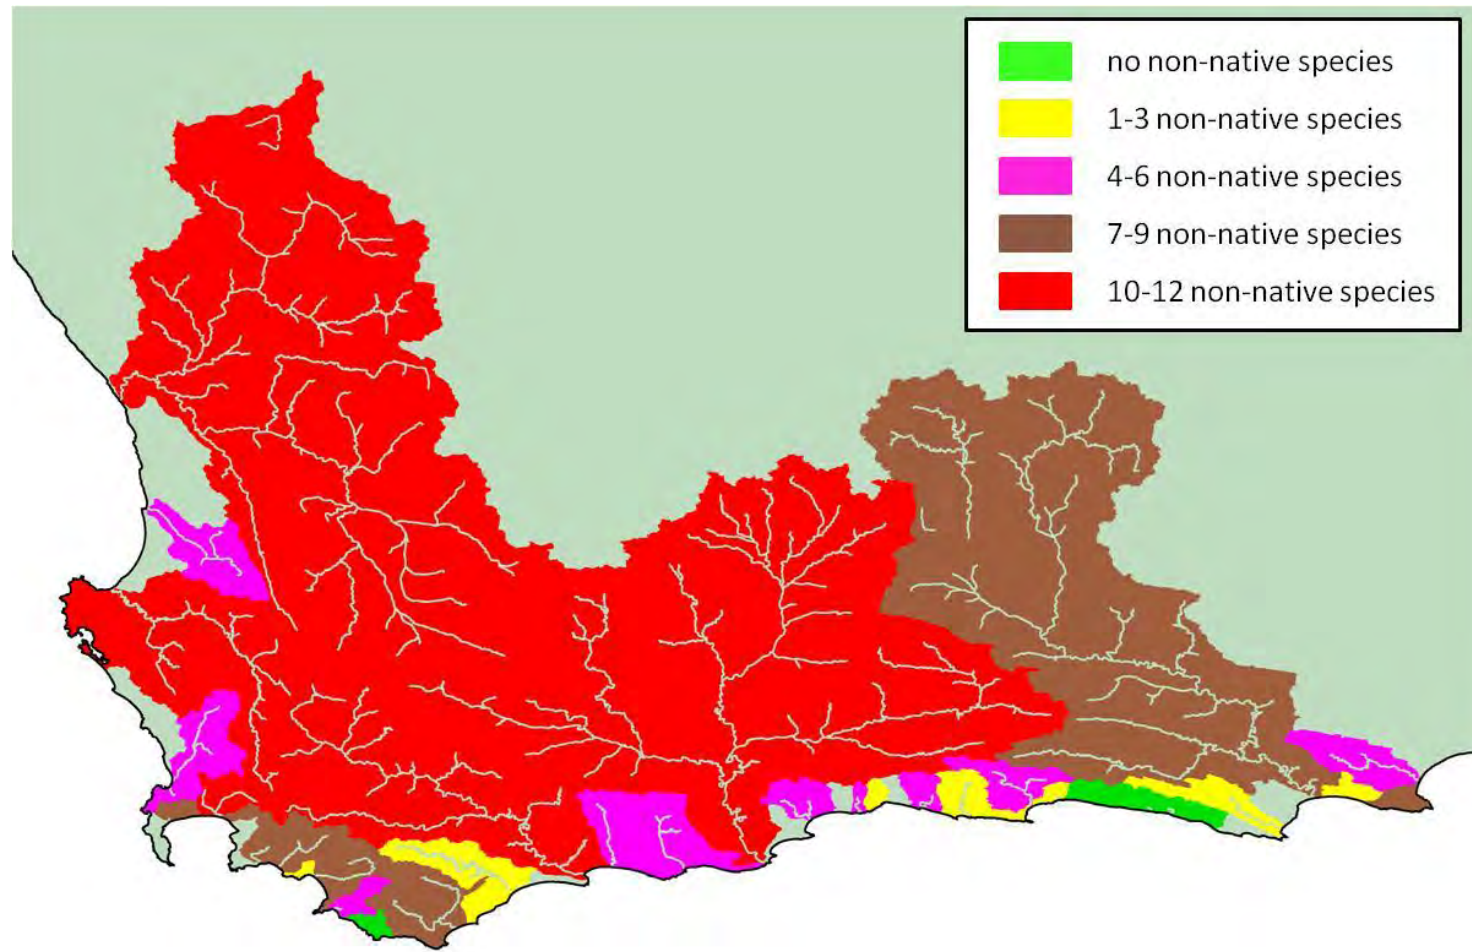 no non-native species
1-3 non-native species
4-6 non-native species
7-9 non-native species
10-12 non-native species